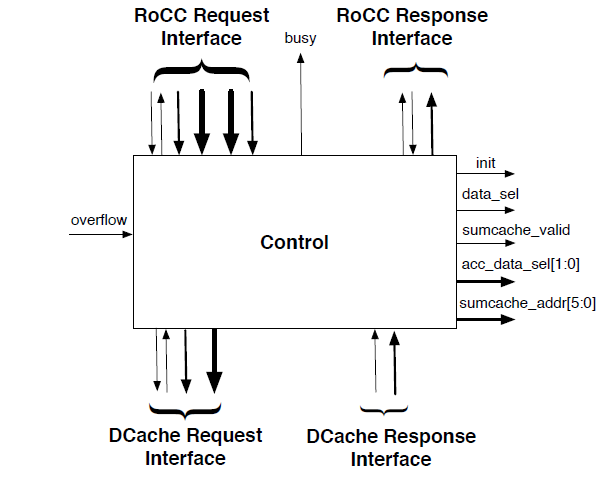 RoCC Request
Interface
busy
RoCC Response
Interface
init
data_sel
sumcache_valid
acc_data_sel[1:0]
sumcache_addr[5:0]
overflow
Control
DCache Request
Interface
DCache Response
Interface